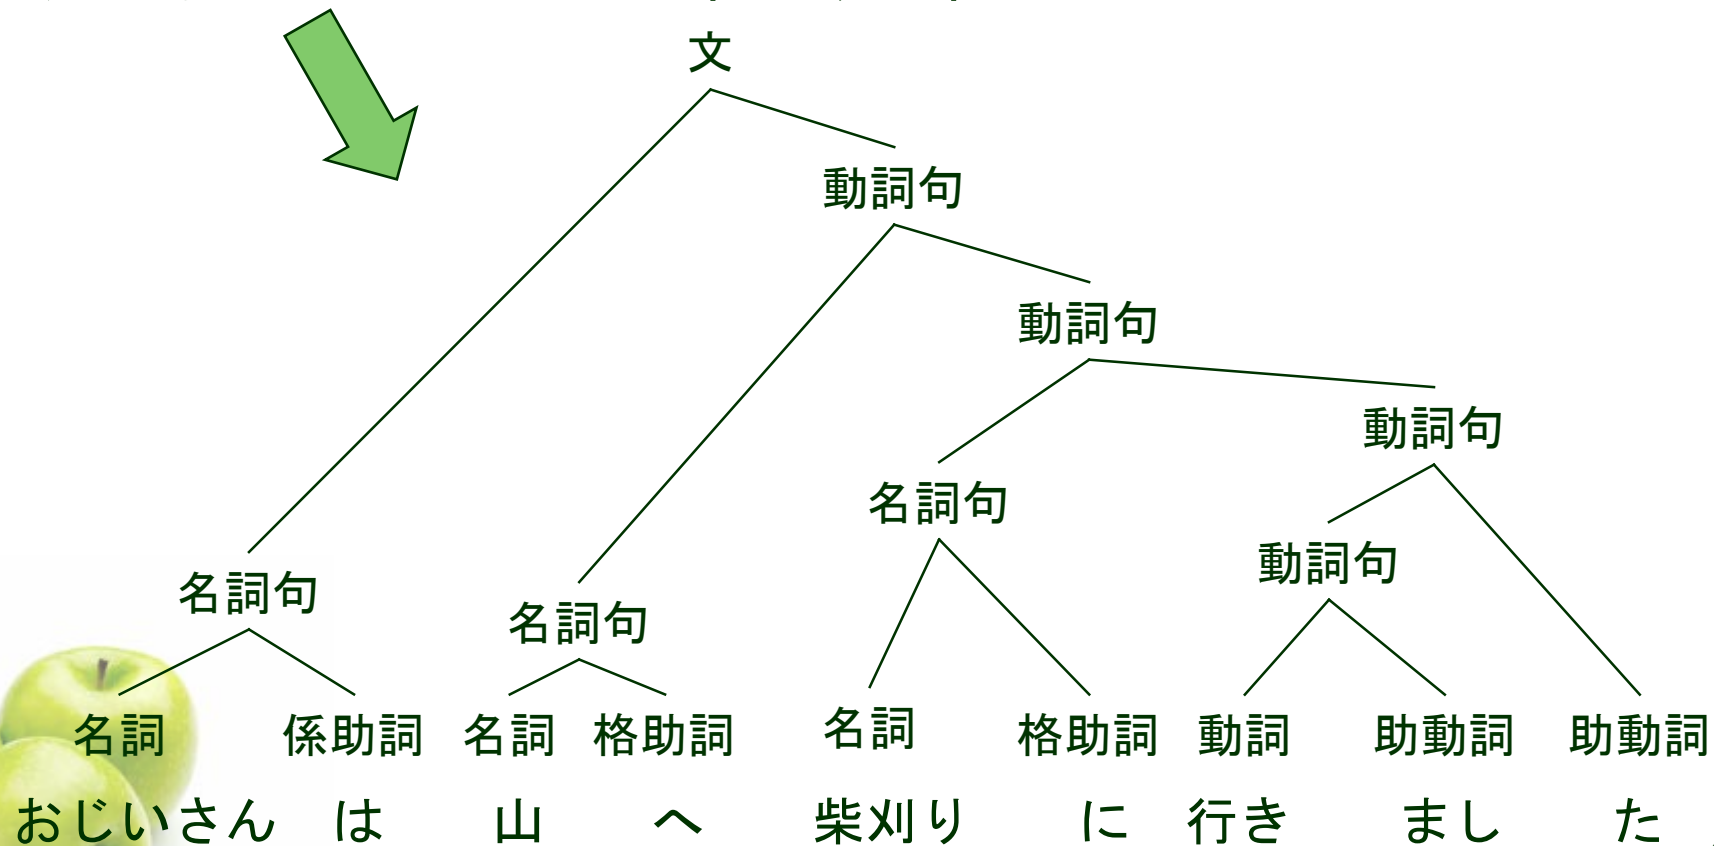 文
動詞句
動詞句
動詞句
名詞句
動詞句
名詞句
名詞句
名詞 係助詞 名詞 格助詞 名詞 格助詞 動詞 助動詞 助動詞
おじいさん は 山 へ 柴刈り に 行き まし た